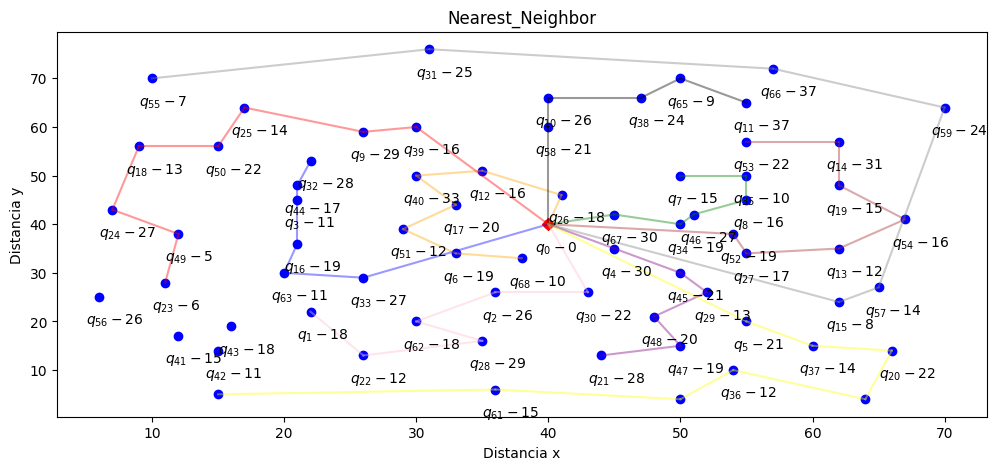 Nearest_Neighbor
Distancia y
70
60
50
40
30
20
10
q55 − 7
q31 − 25
q66 − 37
q65 − 9
q59 − 24
q10 − 26
q38 − 24
q11 − 37
q25 − 14
q58 − 21
q9 − 29
q39 − 16
q18 − 13
q50 − 22
q53 − 22
q14 − 31
q32 − 28
q12 − 16
q40 − 33
q7 − 15
q44 − 17
q3 − 11
q26 − 18
q8 − 16
q19 − 15
q24 − 27
q17 − 20
q67 − 30
q46 − 27
q34 − 19
q54 − 16
q49 − 5
q51 − 12
q0 − 0
q52 − 19
q16 − 19
q6 − 19
q68 − 10
q4 − 30
q27 − 17
q13 − 12
q63 − 11
q33 − 27
q45 − 21
q23 − 6
q56 − 26
q2 − 26
q30 − 22
q29 − 13
q15 − 8
q57 − 14
q1 − 18
q62 − 18
q48 − 20
q5 − 21
q41 − 15
q43 − 18
q28 − 29
q47 − 19
q37 − 14
q42 − 11
q22 − 12
q21 − 28
q20 − 22
q36 − 12
q61 − 15
10 20 30 40 50 60 70
Distancia x